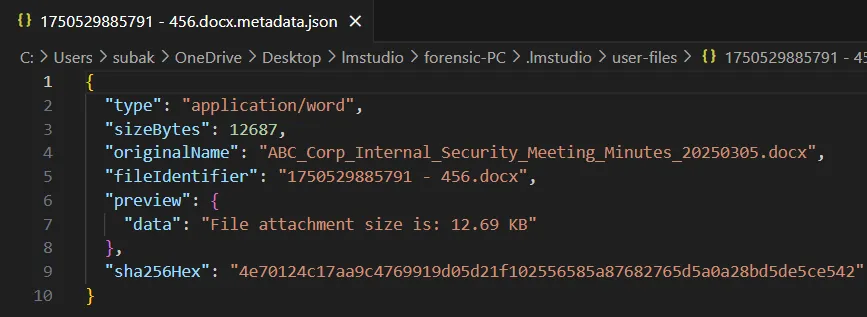 {} 1750529885791 - 456.docx.metadata.json ×
C: > Users > subak > OneDrive > Desktop > lmstudio > forensic-PC > .lmstudio > user-files > {} 1750529885791 - 45
1 {
2 "type": "application/word",
3 "sizeBytes": 12687,
4 "originalName": "ABC_Corp_Internal_Security_Meeting_Minutes_20250305.docx",
5 "fileIdentifier": "1750529885791 - 456.docx",
6 "preview": {
7 "data": "File attachment size is: 12.69 KB"
8 },
9 "sha256Hex": "4e70124c17aa9c4769919d05d21f102556585a87682765d5a0a28bd5de5ce542"
10 }